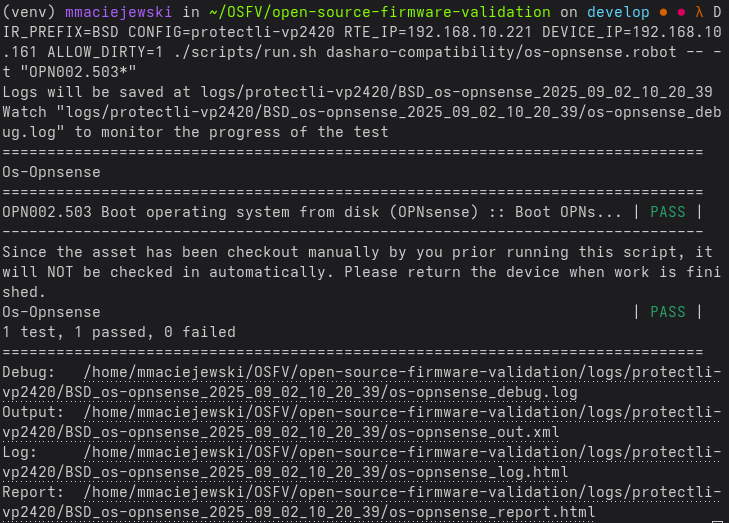 (venv) mmaciejewski in ~/OSFV/open-source-firmware-validation on develop ● ● λ D
IR_PREFIX=BSD CONFIG=protectli-vp2420 RTE_IP=192.168.10.221 DEVICE_IP=192.168.10
.161 ALLOW_DIRTY=1 ./scripts/run.sh dasharo-compatibility/os-opnsense.robot -- -
t "OPN002.503*"
Logs will be saved at logs/protectli-vp2420/BSD_os-opnsense_2025_09_02_10_20_39
Watch "logs/protectli-vp2420/BSD_os-opnsense_2025_09_02_10_20_39/os-opnsense_deb
ug.log" to monitor the progress of the test
==============================================================================
Os-Opnsense
==============================================================================
OPN002.503 Boot operating system from disk (OPNsense) :: Boot OPNs... | PASS |
------------------------------------------------------------------------------
Since the asset has been checkout manually by you prior running this script, it
will NOT be checked in automatically. Please return the device when work is fini
shed.
Os-Opnsense                                                           | PASS |
1 test, 1 passed, 0 failed
==============================================================================
Debug:   /home/mmaciejewski/OSFV/open-source-firmware-validation/logs/protectli-
vp2420/BSD_os-opnsense_2025_09_02_10_20_39/os-opnsense_debug.log
Output:  /home/mmaciejewski/OSFV/open-source-firmware-validation/logs/protectli-
vp2420/BSD_os-opnsense_2025_09_02_10_20_39/os-opnsense_out.xml
Log:     /home/mmaciejewski/OSFV/open-source-firmware-validation/logs/protectli-
vp2420/BSD_os-opnsense_2025_09_02_10_20_39/os-opnsense_log.html
Report:  /home/mmaciejewski/OSFV/open-source-firmware-validation/logs/protectli-
vp2420/BSD_os-opnsense_2025_09_02_10_20_39/os-opnsense_report.html